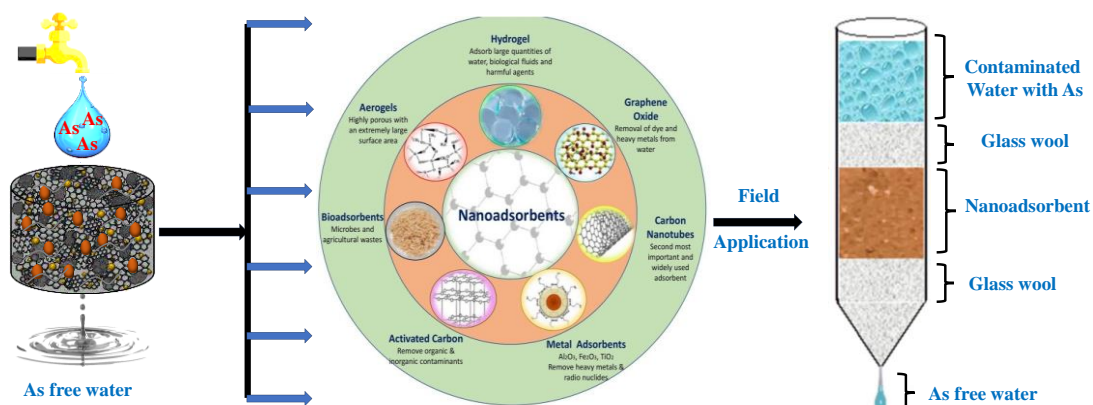 As
As
As
As free water
Hydrogel
Adsorb large quantities of
water, biological fluids and
harmful agents
Aerogels
Highly porous with
an extremely large
surface area
Graphene
Oxide
Removal of dye and
heavy metals from
water
Bioadsorbents
Microbes and
agricultural wastes
Nanoadsorbents
Carbon
Nanotubes
Second most
important and
widely used
adsorbent
Activated Carbon
Remove organic &
inorganic contaminants
Metal Adsorbents
Al₂O₃, Fe₂O₃, TiO₂
Remove heavy metals &
radio nuclides
Field
Application
Contaminated
Water with As
Glass wool
Nanoadsorbent
Glass wool
As free water